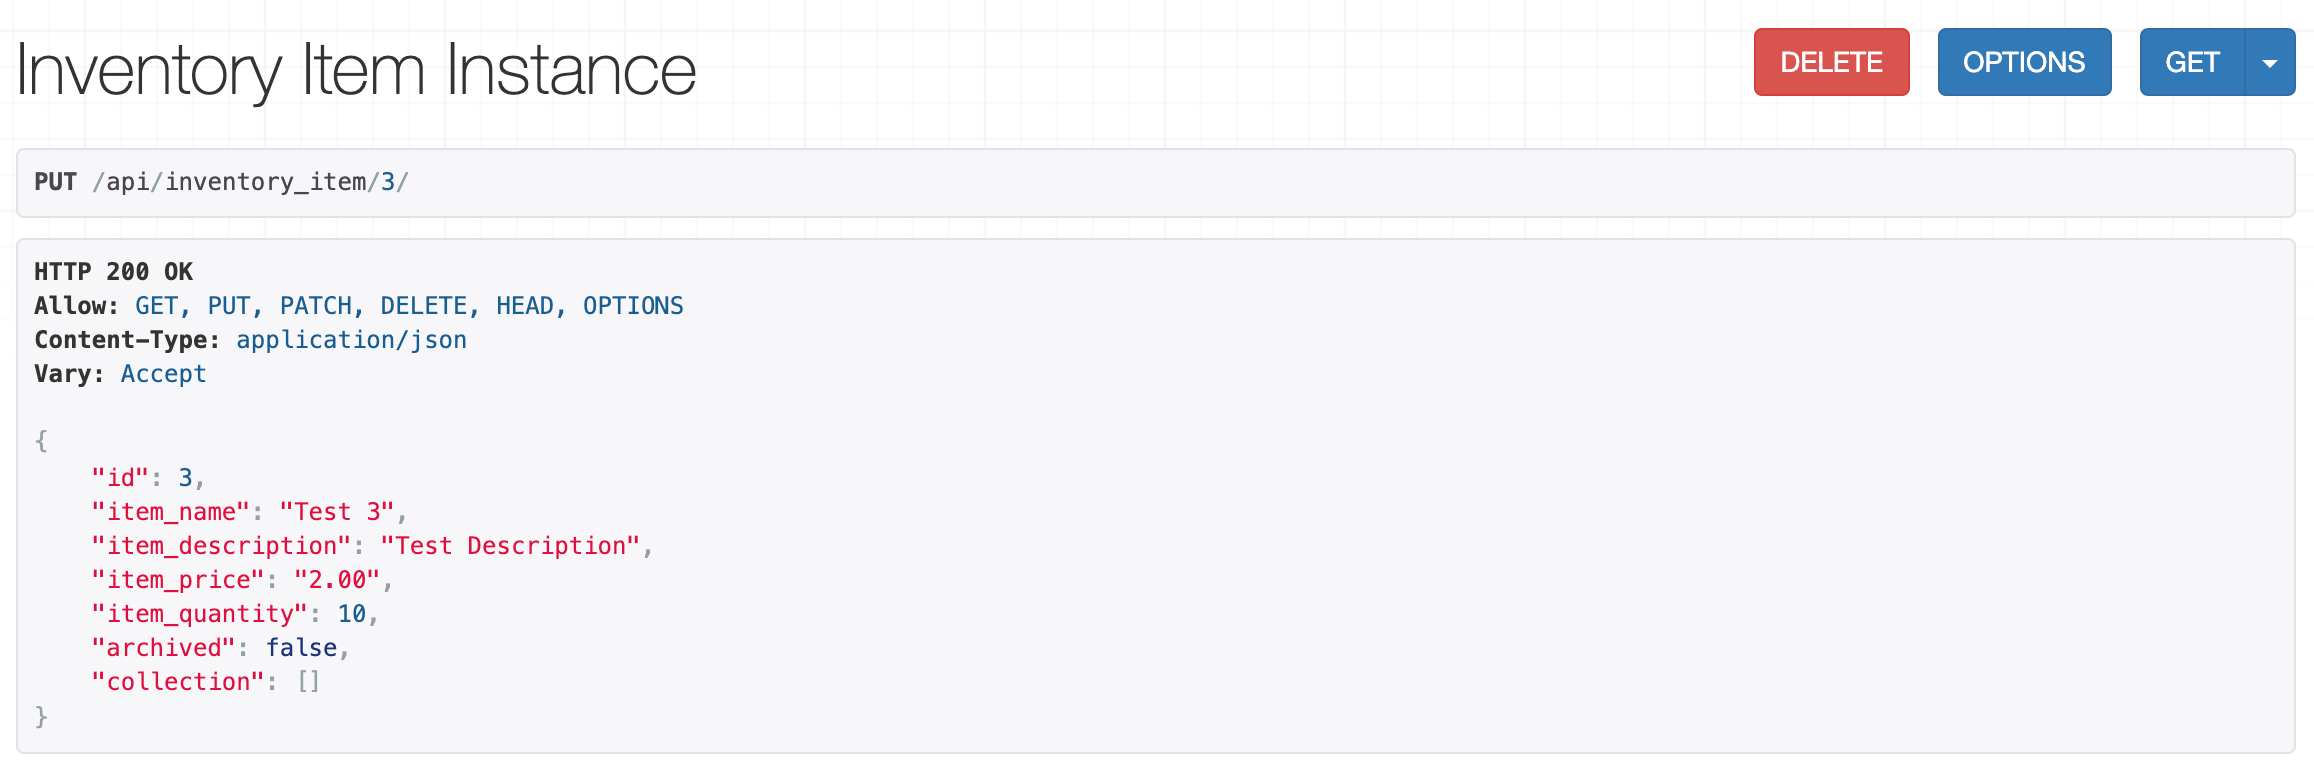 Inventory Item Instance
DELETE
OPTIONS
GET
PUT /api/inventory_item/3/
HTTP 200 OK
Allow: GET, PUT, PATCH, DELETE, HEAD, OPTIONS
Content-Type: application/json
Vary: Accept
{
    "id": 3,
    "item_name": "Test 3",
    "item_description": "Test Description",
    "item_price": "2.00",
    "item_quantity": 10,
    "archived": false,
    "collection": []
}